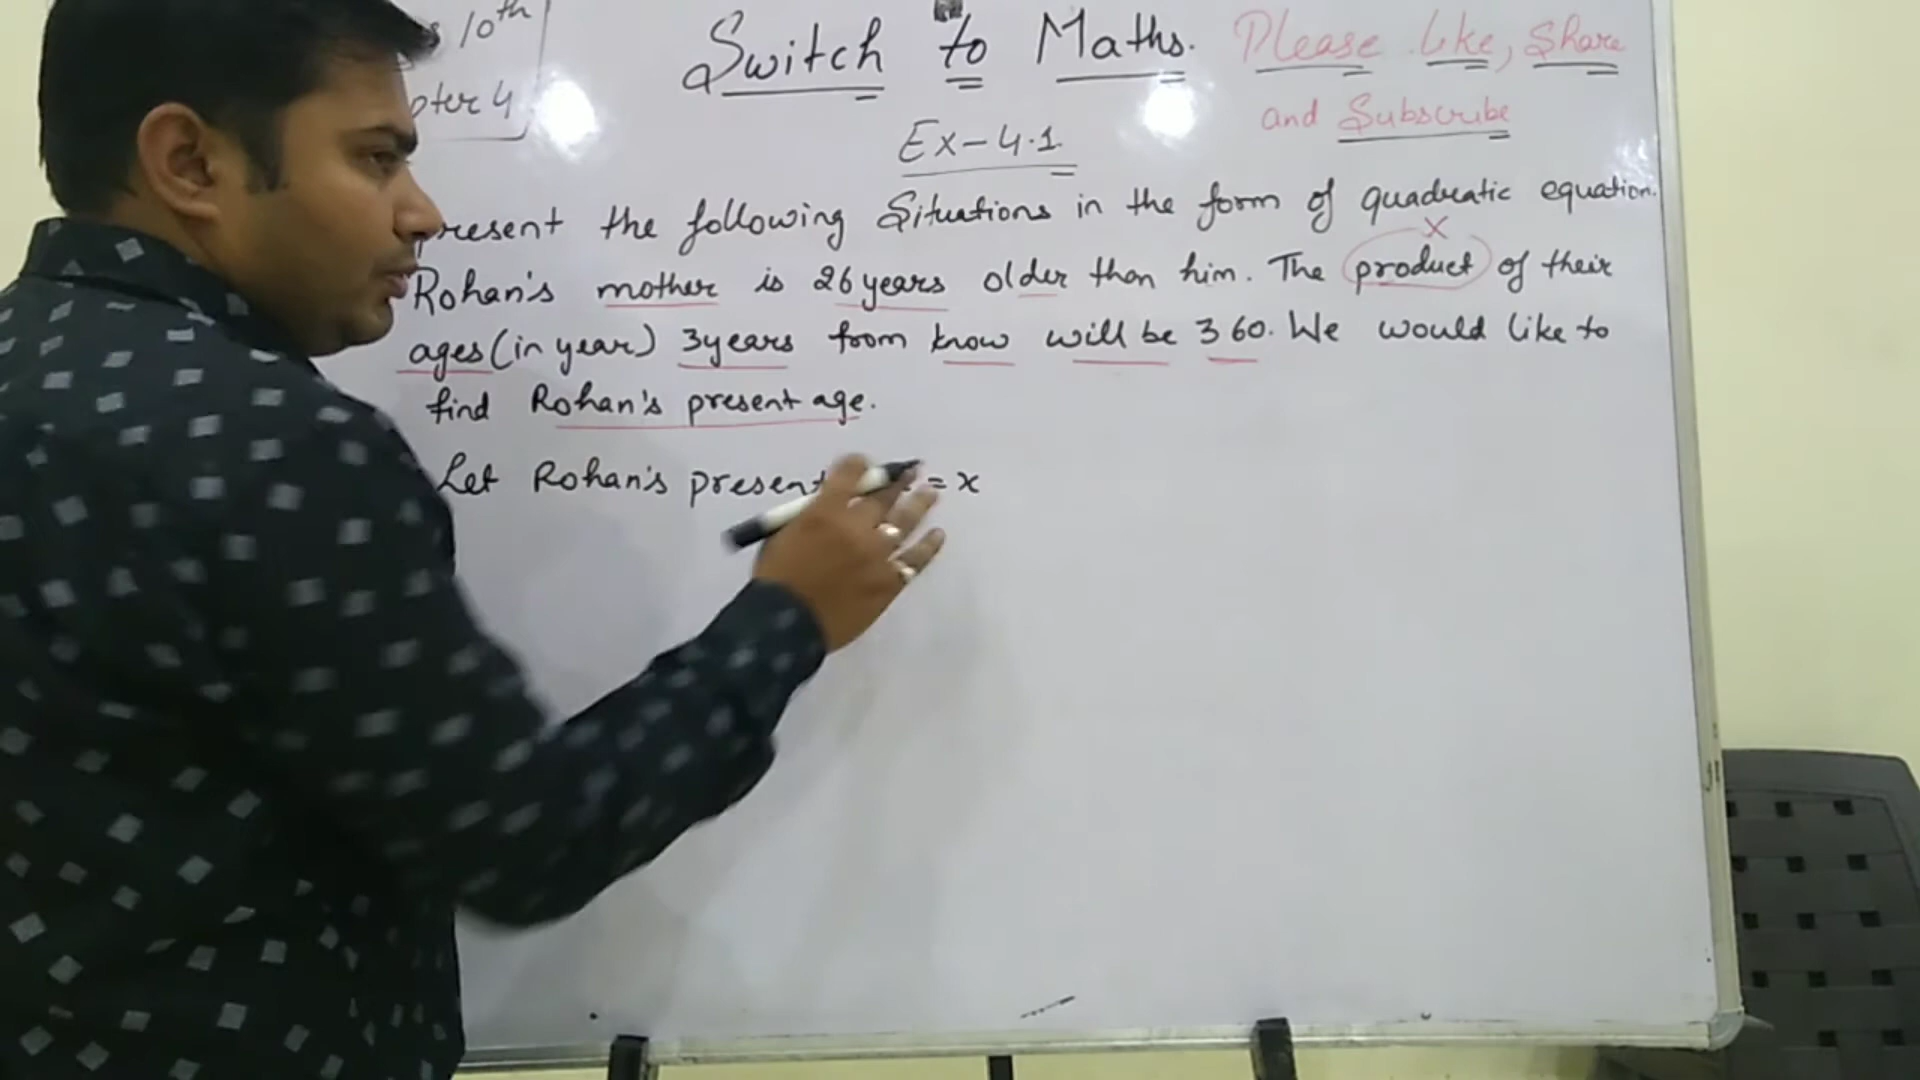 10th
4
Switch to Maths. Please Like, Share
and Subscribe
Ex-4.1.
present the following Situations in the form of quadratic equation.
x
Rohan's mother is 26 years older than him. The product of their
ages (in year) 3 years from know will be 360. We would like to
find Rohan's present age.
Let Rohan's present = x